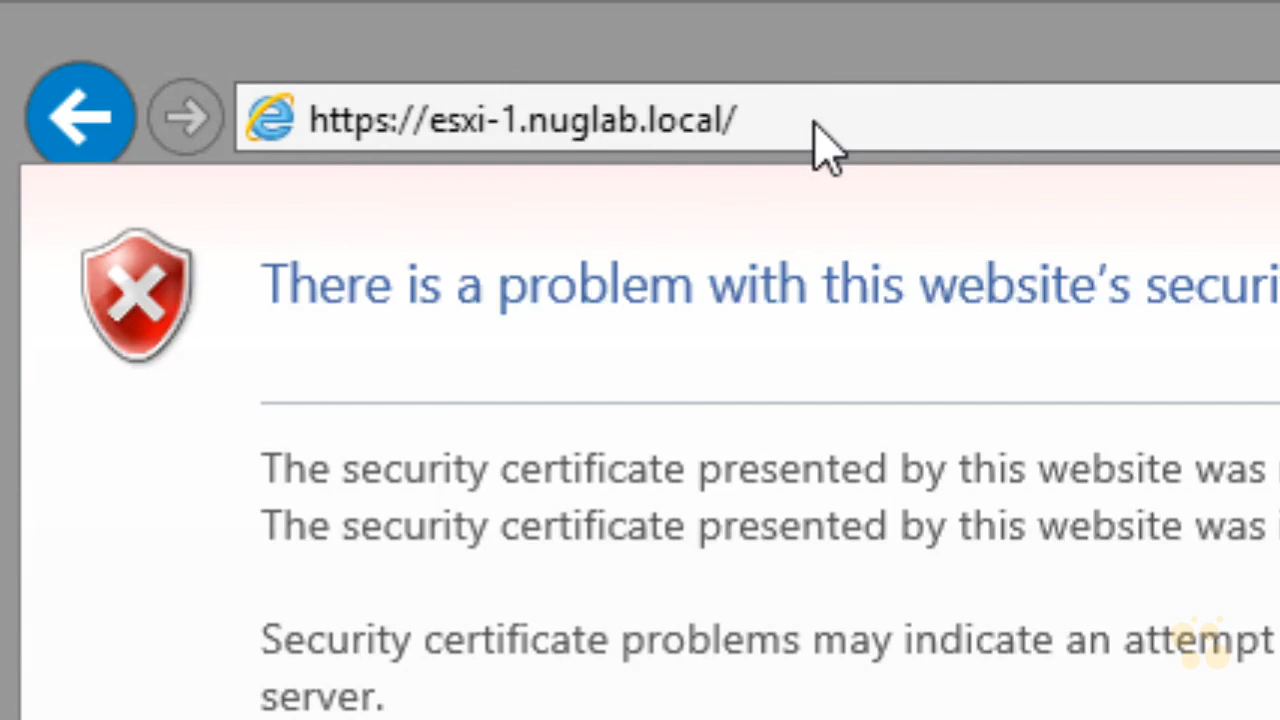 https://esxi-1.nuglab.local/
There is a problem with this website's securi
The security certificate presented by this website was
The security certificate presented by this website was
Security certificate problems may indicate an attempt
server.